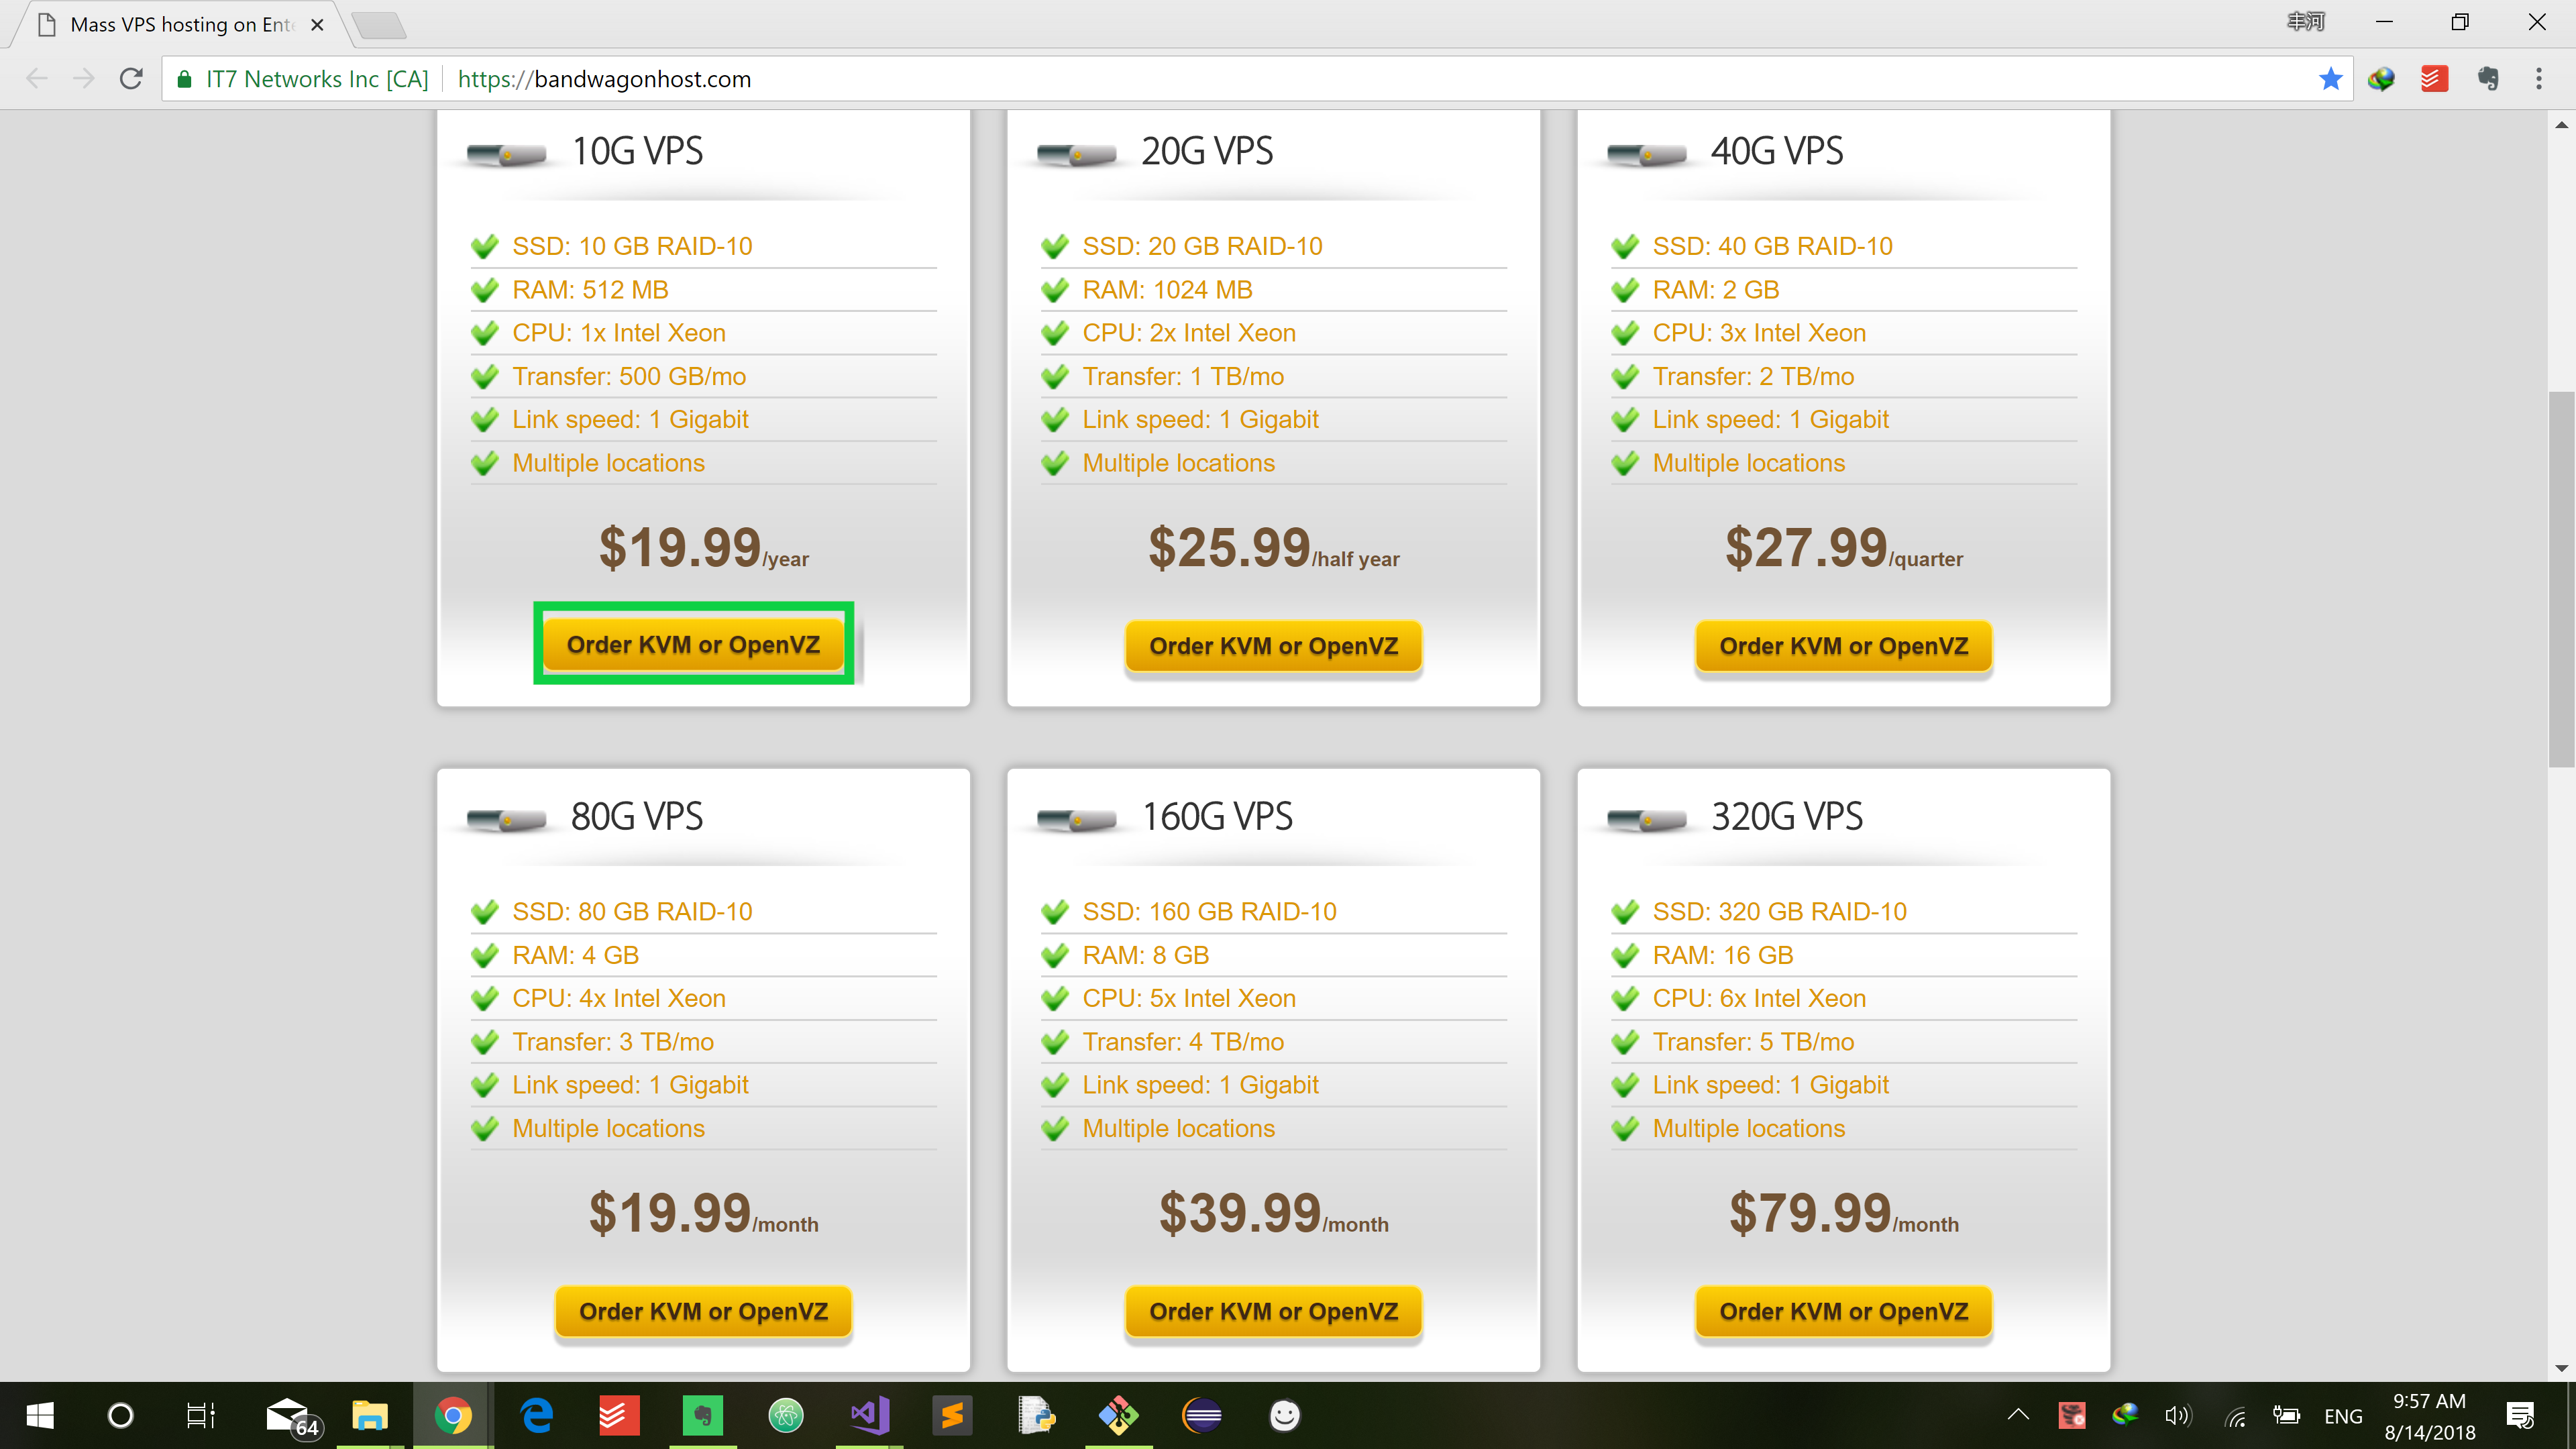 Mass VPS hosting on Ente
丰河
IT7 Networks Inc [CA]
https://bandwagonhost.com
10G VPS
SSD: 10 GB RAID-10
RAM: 512 MB
CPU: 1x Intel Xeon
Transfer: 500 GB/mo
Link speed: 1 Gigabit
Multiple locations
$19.99/year
Order KVM or OpenVZ
20G VPS
SSD: 20 GB RAID-10
RAM: 1024 MB
CPU: 2x Intel Xeon
Transfer: 1 TB/mo
Link speed: 1 Gigabit
Multiple locations
$25.99/half year
Order KVM or OpenVZ
40G VPS
SSD: 40 GB RAID-10
RAM: 2 GB
CPU: 3x Intel Xeon
Transfer: 2 TB/mo
Link speed: 1 Gigabit
Multiple locations
$27.99/quarter
Order KVM or OpenVZ
80G VPS
SSD: 80 GB RAID-10
RAM: 4 GB
CPU: 4x Intel Xeon
Transfer: 3 TB/mo
Link speed: 1 Gigabit
Multiple locations
$19.99/month
Order KVM or OpenVZ
160G VPS
SSD: 160 GB RAID-10
RAM: 8 GB
CPU: 5x Intel Xeon
Transfer: 4 TB/mo
Link speed: 1 Gigabit
Multiple locations
$39.99/month
Order KVM or OpenVZ
320G VPS
SSD: 320 GB RAID-10
RAM: 16 GB
CPU: 6x Intel Xeon
Transfer: 5 TB/mo
Link speed: 1 Gigabit
Multiple locations
$79.99/month
Order KVM or OpenVZ
64
ENG
9:57 AM
8/14/2018